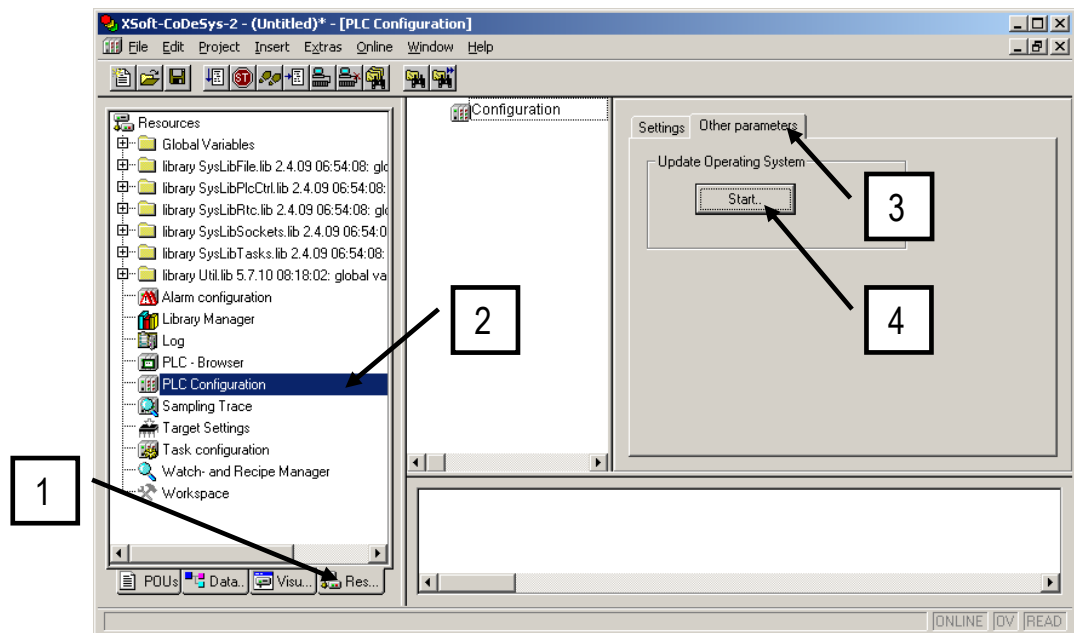 XSoft-CoDeSys-2 - (Untitled)* - [PLC Configuration]
File Edit Project Insert Extras Online Window Help
Resources
Global Variables
library SysLibFile.lib 2.4.09 06:54:08: glo
library SysLibPlcCtrl.lib 2.4.09 06:54:08:
library SysLibRtc.lib 2.4.09 06:54:08: glo
library SysLibSockets.lib 2.4.09 06:54:0
library SysLibTasks.lib 2.4.09 06:54:08:
library Util.lib 5.7.10 08:18:02: global va
Alarm configuration
Library Manager
Log
PLC - Browser
PLC Configuration
Sampling Trace
Target Settings
Task configuration
Watch- and Recipe Manager
Workspace
POUs Data.. Visu... Res...
Configuration
Settings Other parameters
Update Operating System
Start..
1
2
3
4
ONLINE OV READ